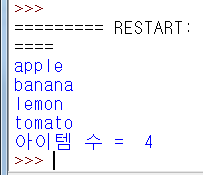 >>>
========= RESTART:
====
apple
banana
lemon
tomato
아이템 수 =  4
>>>